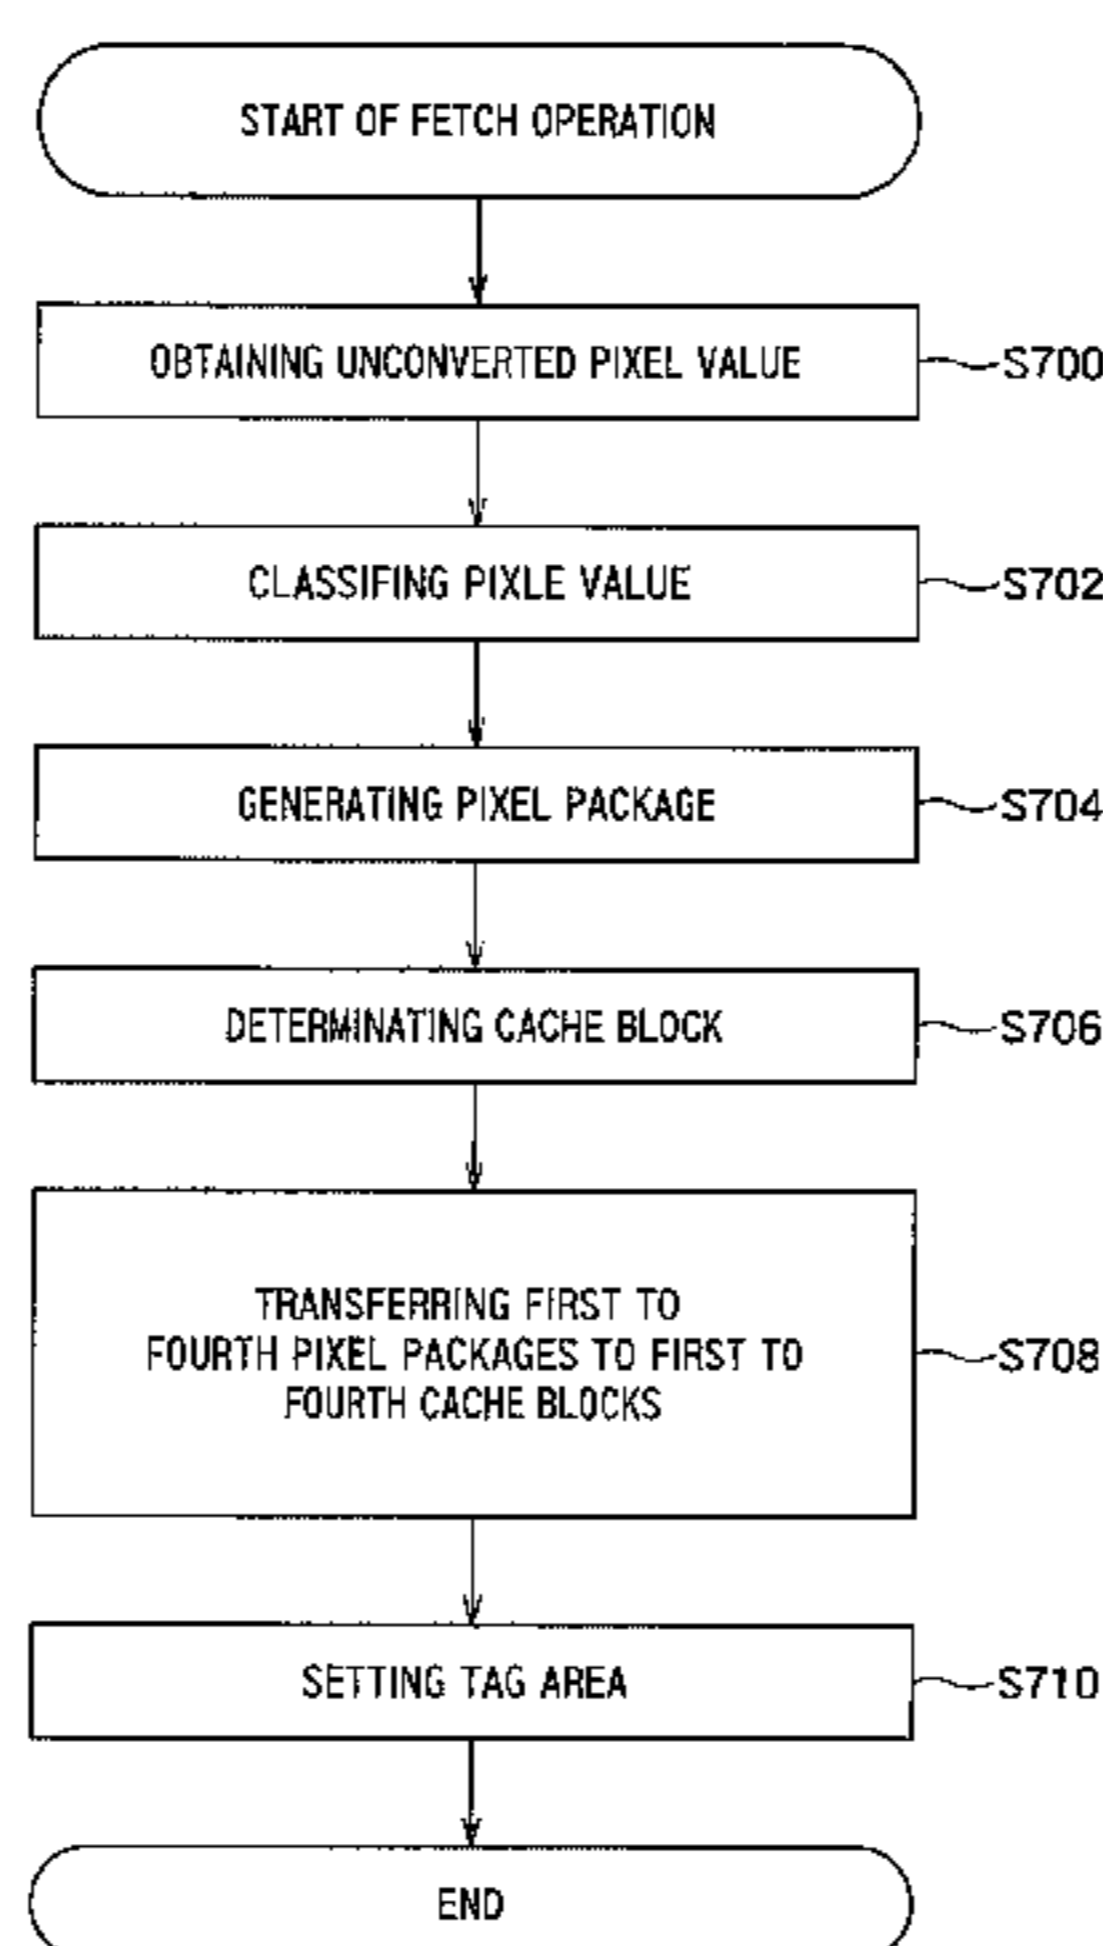 START OF FETCH OPERATION
OBTAINING UNCONVERTED PIXEL VALUE
S700
CLASSIFING PIXLE VALUE
S702
GENERATING PIXEL PACKAGE
S704
DETERMINATING CACHE BLOCK
S706
TRANSFERRING FIRST TO
FOURTH PIXEL PACKAGES TO FIRST TO
FOURTH CACHE BLOCKS
S708
SETTING TAG AREA
S710
END